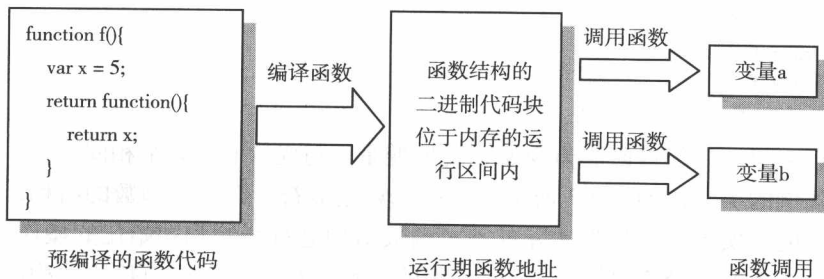 function f(){
var x = 5;
return function(){
return x;
}
}
预编译的函数代码
编译函数
函数结构的
二进制代码块
位于内存的运
行区间内
运行期函数地址
调用函数
变量a
调用函数
变量b
函数调用